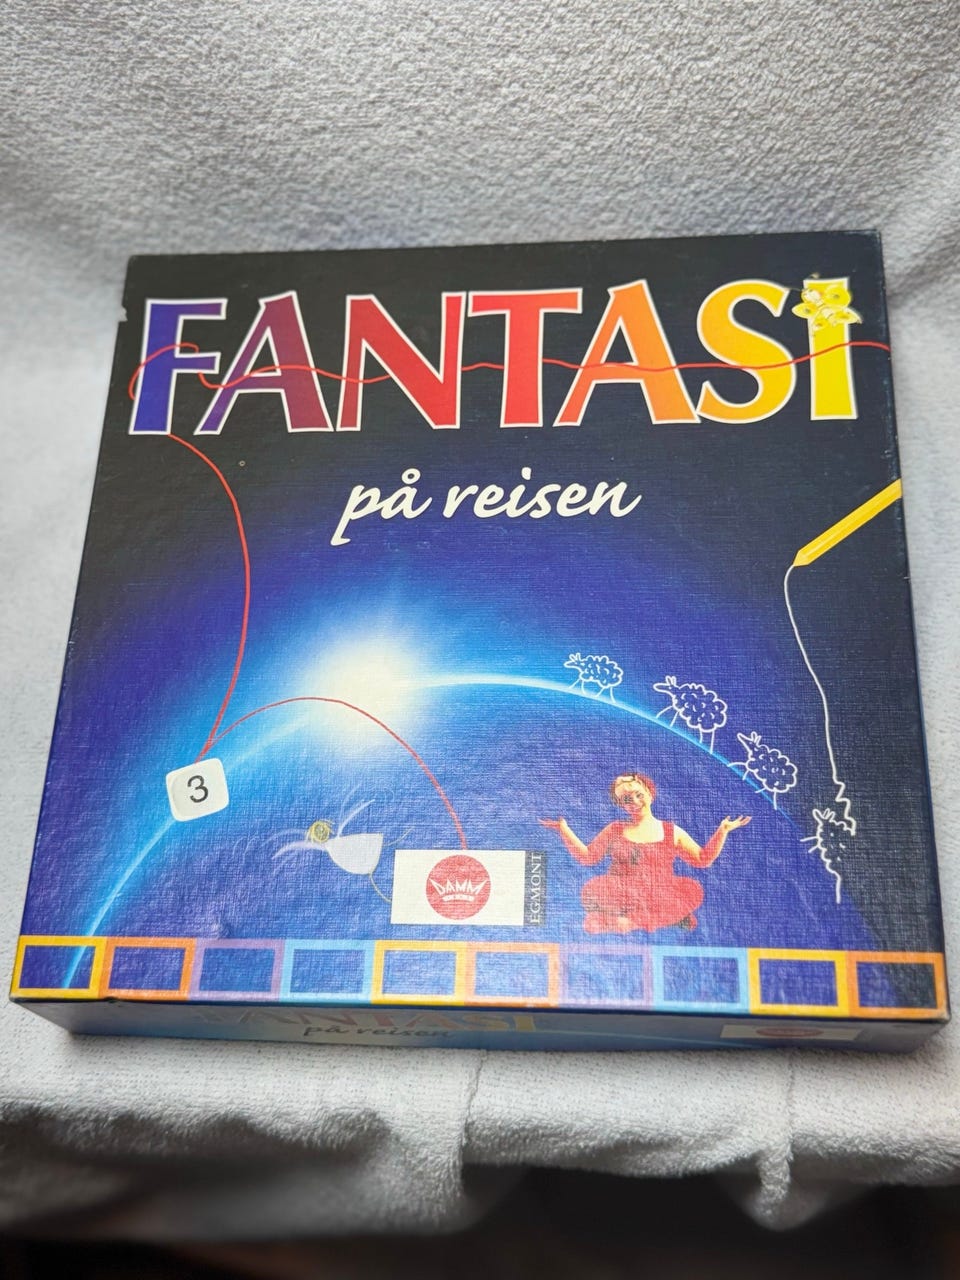 FANTASI
på reisen
3
DAMM
EGMONT
FANTASI
på reisen